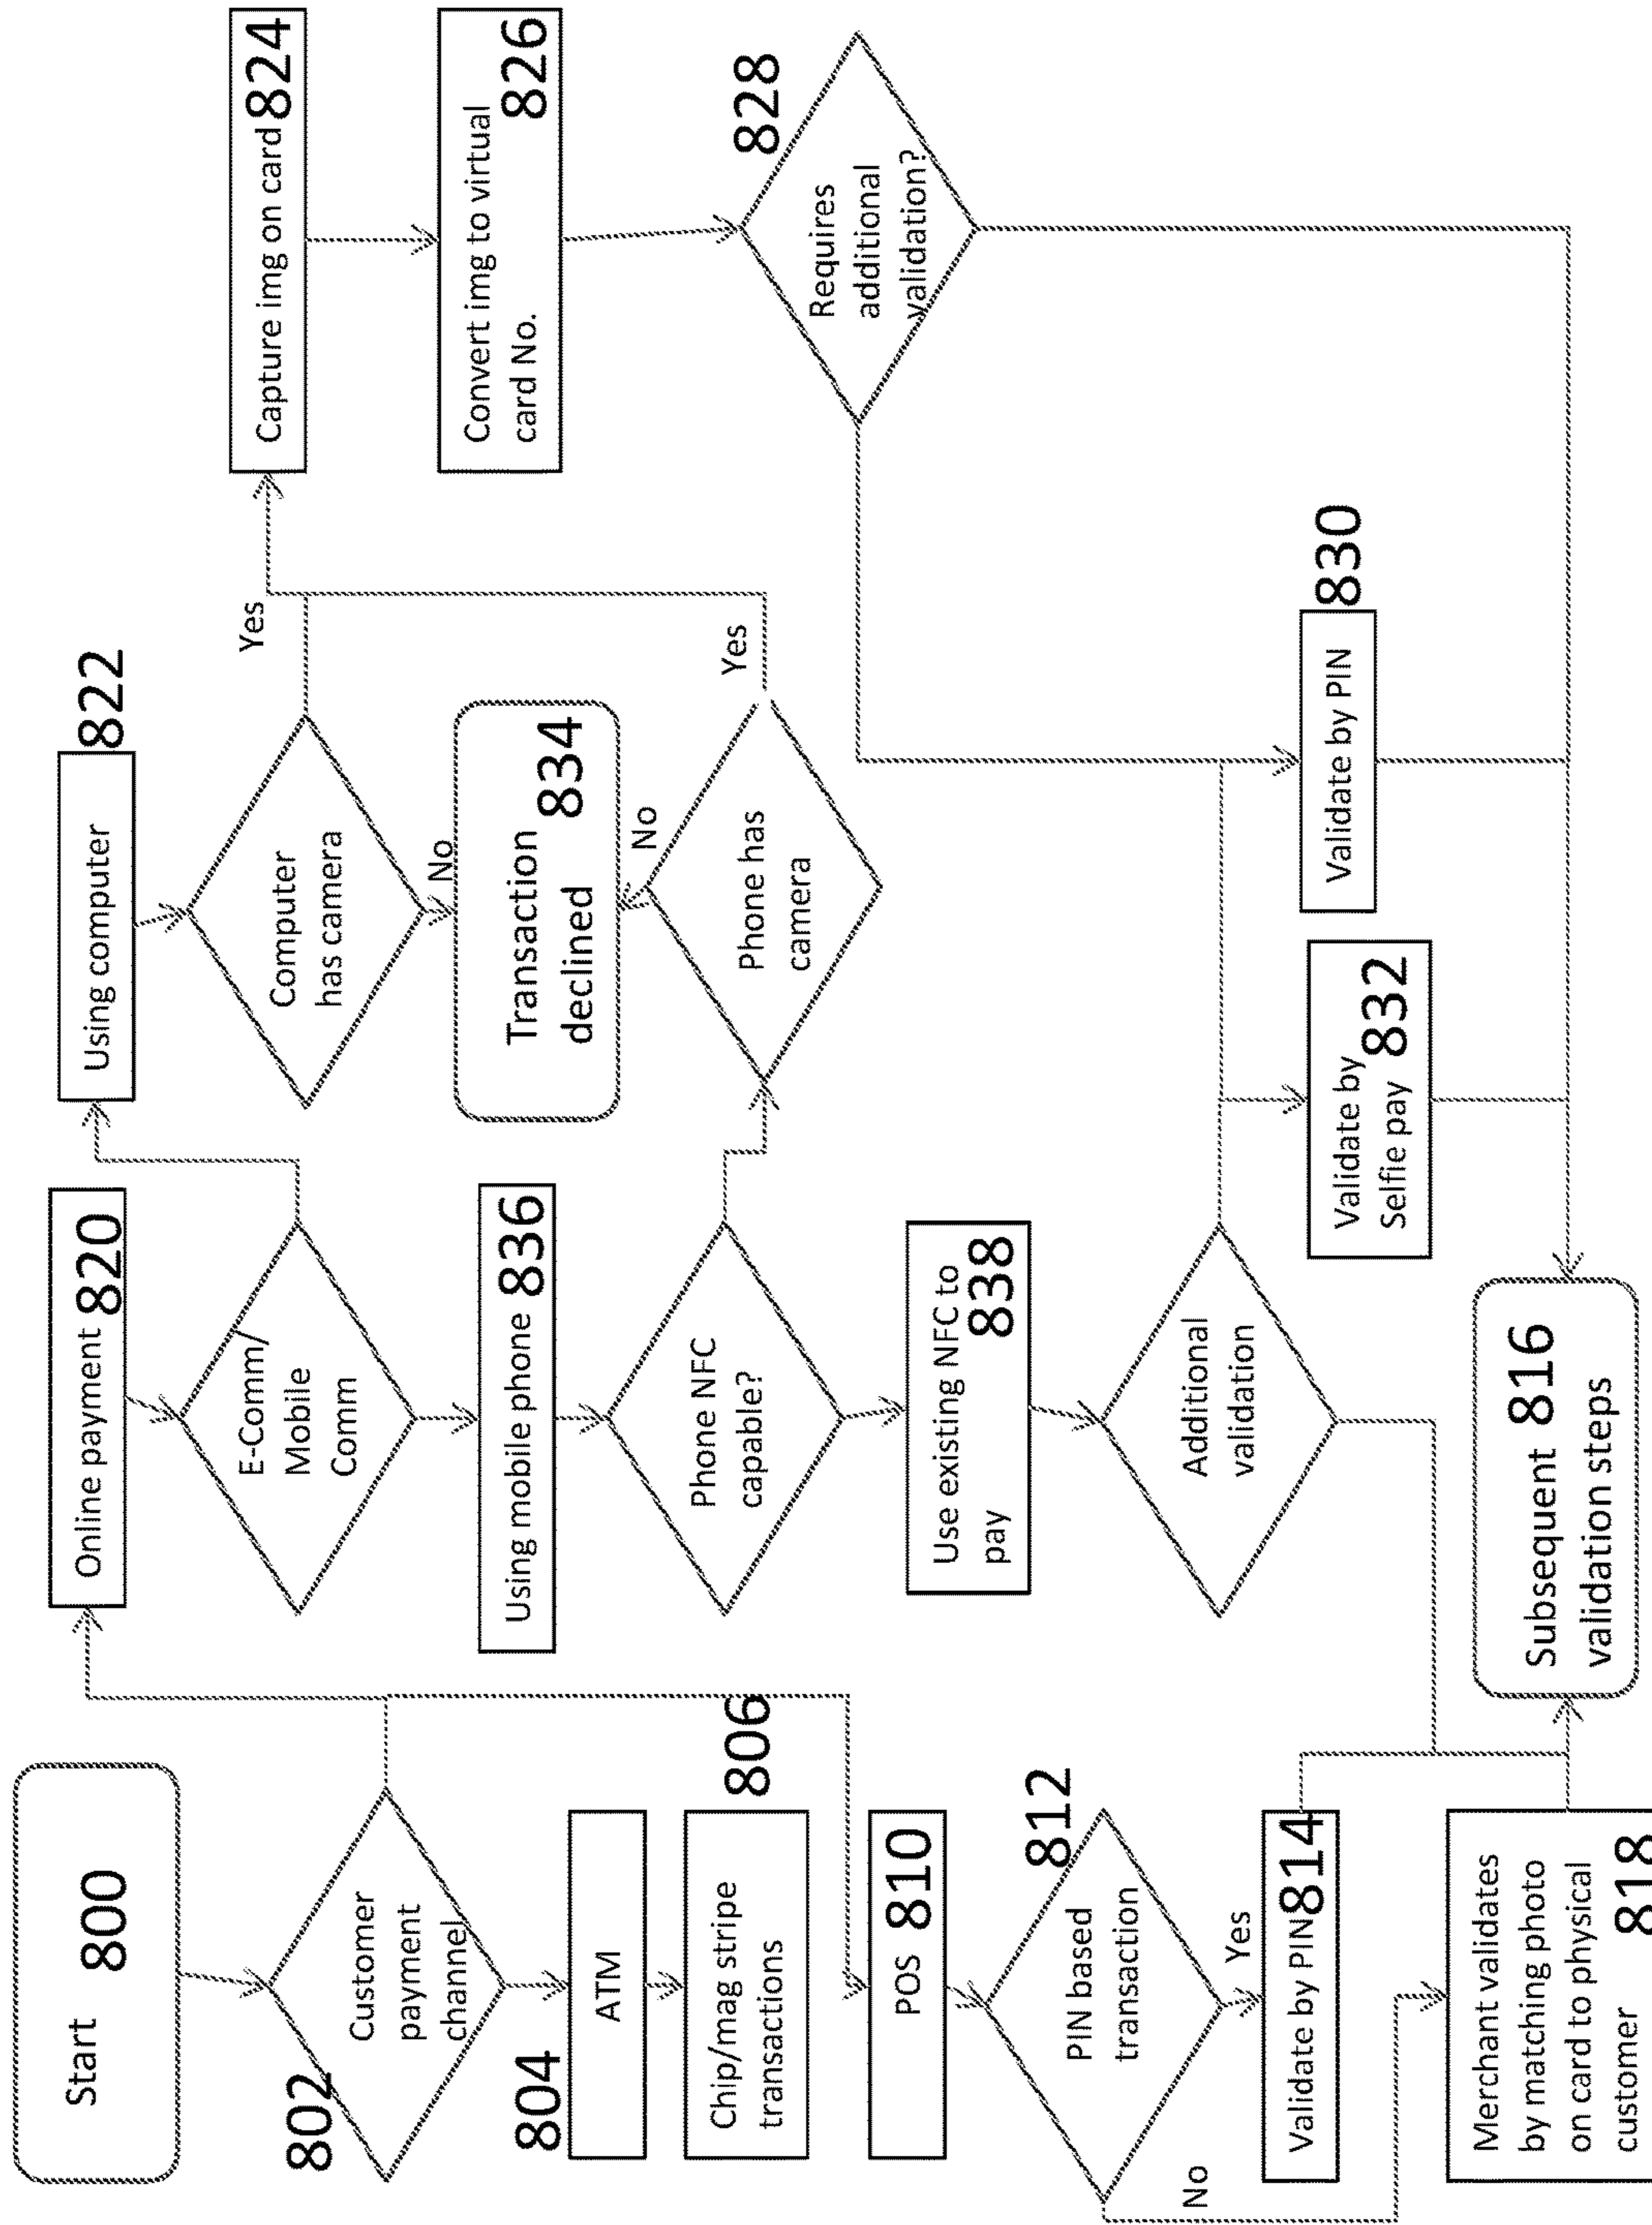 Start 800
802
Customer
payment
channel
804
ATM
Chip/mag stripe
transactions
806
POS 810
812
PIN based
transaction
Yes
No
Validate by PIN 814
Merchant validates
by matching photo
on card to physical
customer 818
Online payment 820
E-Comm/
Mobile
Comm
Using mobile phone 836
Phone NFC
capable?
Use existing NFC to
pay 838
Additional
validation
Subsequent 816
validation steps
Using computer
822
Computer
has camera
Yes
No
Transaction
declined 834
No
Yes
Phone has
camera
Validate by
Selfie pay 832
Validate by PIN
830
Capture img on card 824
Convert img to virtual
card No. 826
828
Requires
additional
validation?